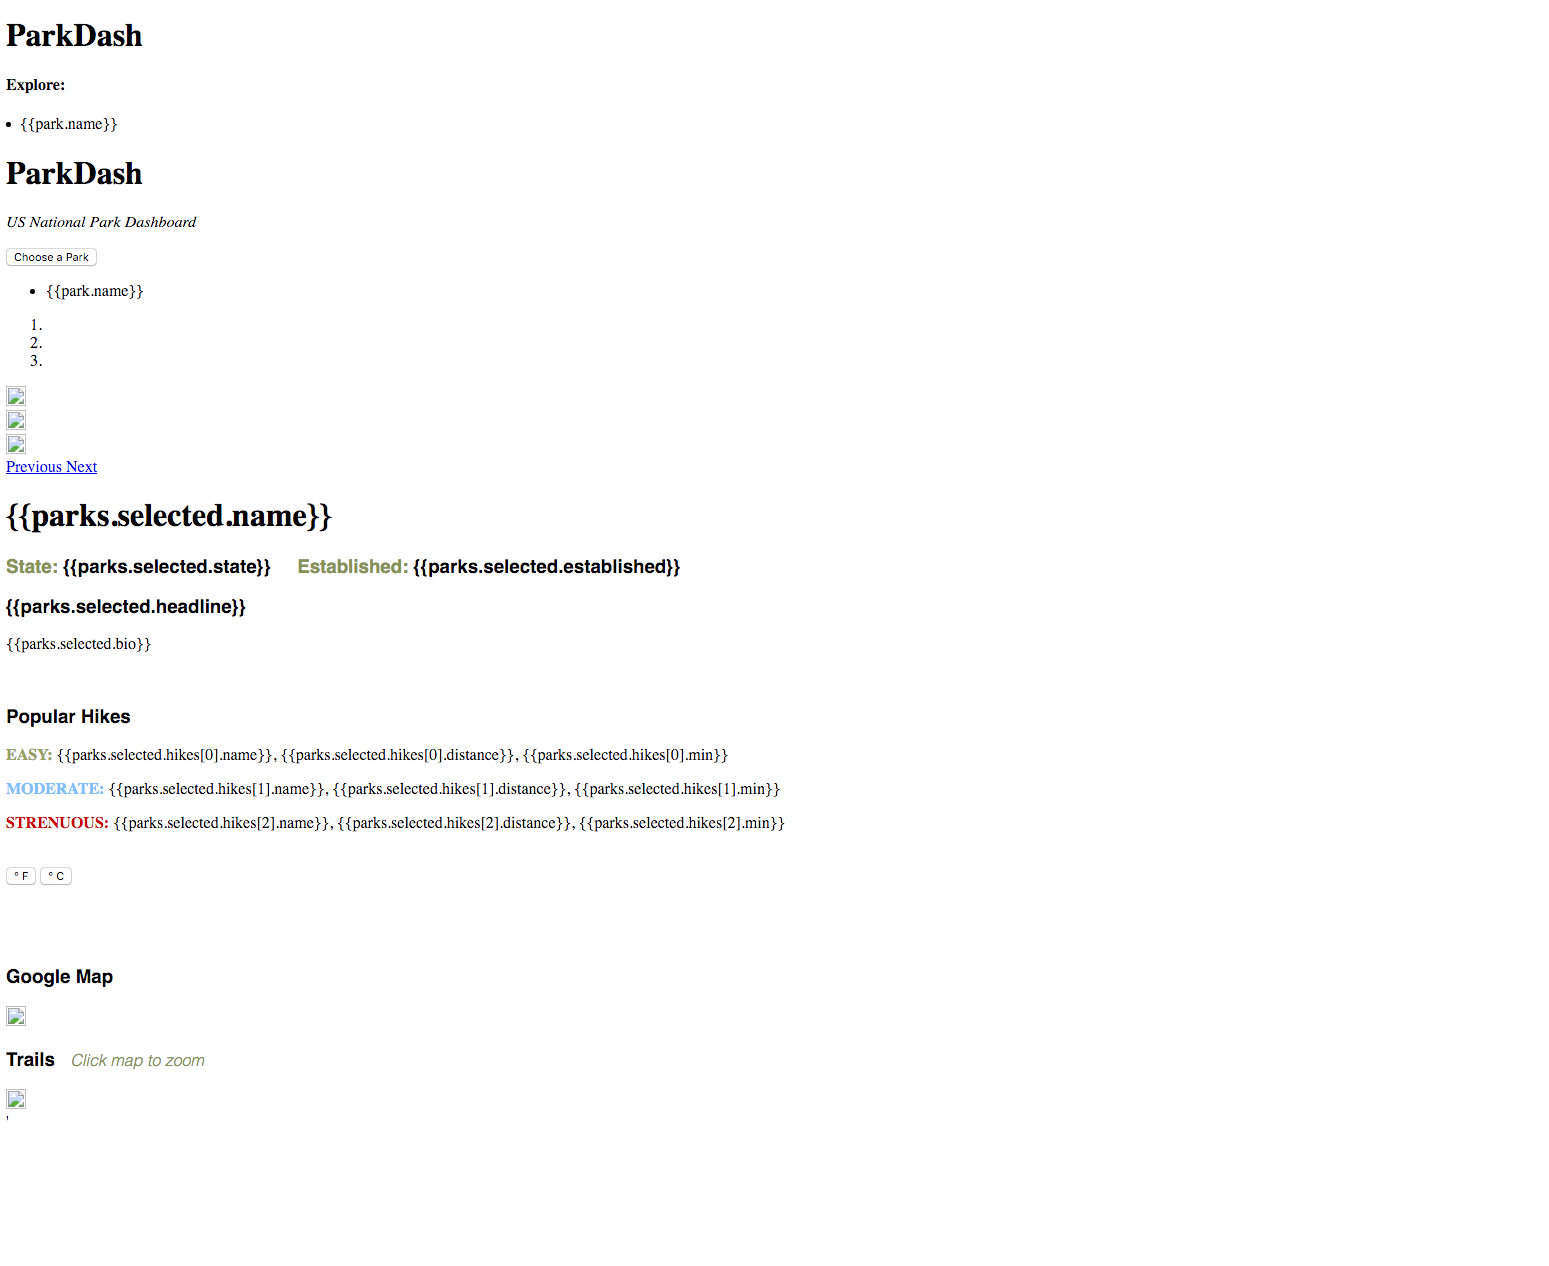 ParkDash
Explore:
• {{park.name}}
ParkDash
US National Park Dashboard
Choose a Park
• {{park.name}}
1.
2.
3.
Previous Next
{{parks.selected.name}}
State: {{parks.selected.state}} Established: {{parks.selected.established}}
{{parks.selected.headline}}
{{parks.selected.bio}}
Popular Hikes
EASY: {{parks.selected.hikes[0].name}}, {{parks.selected.hikes[0].distance}}, {{parks.selected.hikes[0].min}}
MODERATE: {{parks.selected.hikes[1].name}}, {{parks.selected.hikes[1].distance}}, {{parks.selected.hikes[1].min}}
STRENUOUS: {{parks.selected.hikes[2].name}}, {{parks.selected.hikes[2].distance}}, {{parks.selected.hikes[2].min}}
° F ° C
Google Map
Trails Click map to zoom
'